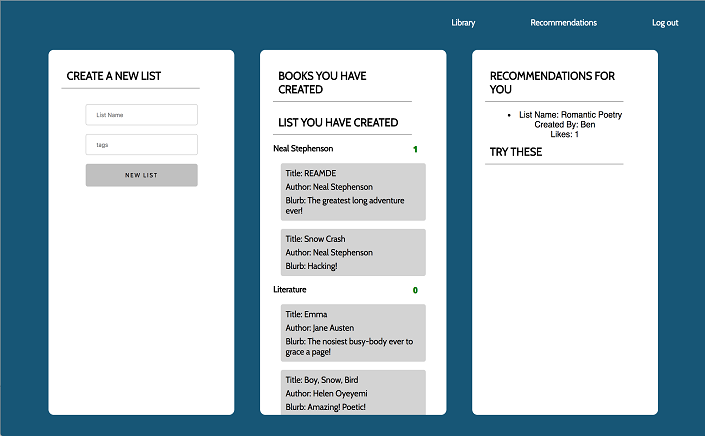 Library
Recommendations
Log out
CREATE A NEW LIST
List Name
tags
NEW LIST
BOOKS YOU HAVE
CREATED
LIST YOU HAVE CREATED
Neal Stephenson 1
Title: REAMDE
Author: Neal Stephenson
Blurb: The greatest long adventure
ever!
Title: Snow Crash
Author: Neal Stephenson
Blurb: Hacking!
Literature 0
Title: Emma
Author: Jane Austen
Blurb: The nosiest busy-body ever to
grace a page!
Title: Boy, Snow, Bird
Author: Helen Oyeyemi
Blurb: Amazing! Poetic!
RECOMMENDATIONS FOR
YOU
• List Name: Romantic Poetry
Created By: Ben
Likes: 1
TRY THESE